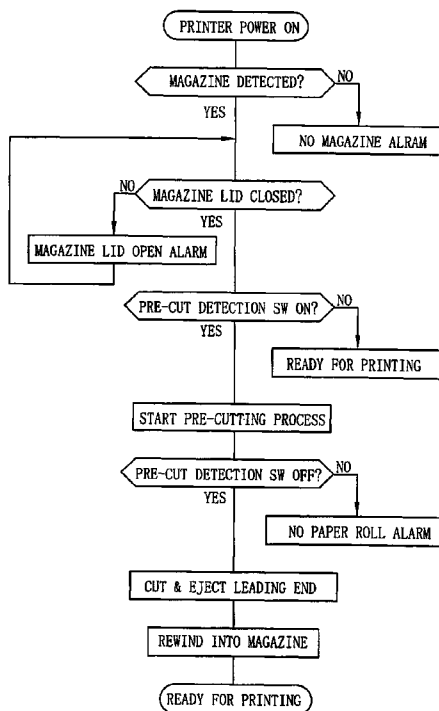 PRINTER POWER ON
MAGAZINE DETECTED?
NO
YES
NO MAGAZINE ALRAM
NO
MAGAZINE LID CLOSED?
YES
MAGAZINE LID OPEN ALARM
PRE-CUT DETECTION SW ON?
NO
YES
READY FOR PRINTING
START PRE-CUTTING PROCESS
PRE-CUT DETECTION SW OFF?
NO
YES
NO PAPER ROLL ALARM
CUT & EJECT LEADING END
REWIND INTO MAGAZINE
READY FOR PRINTING